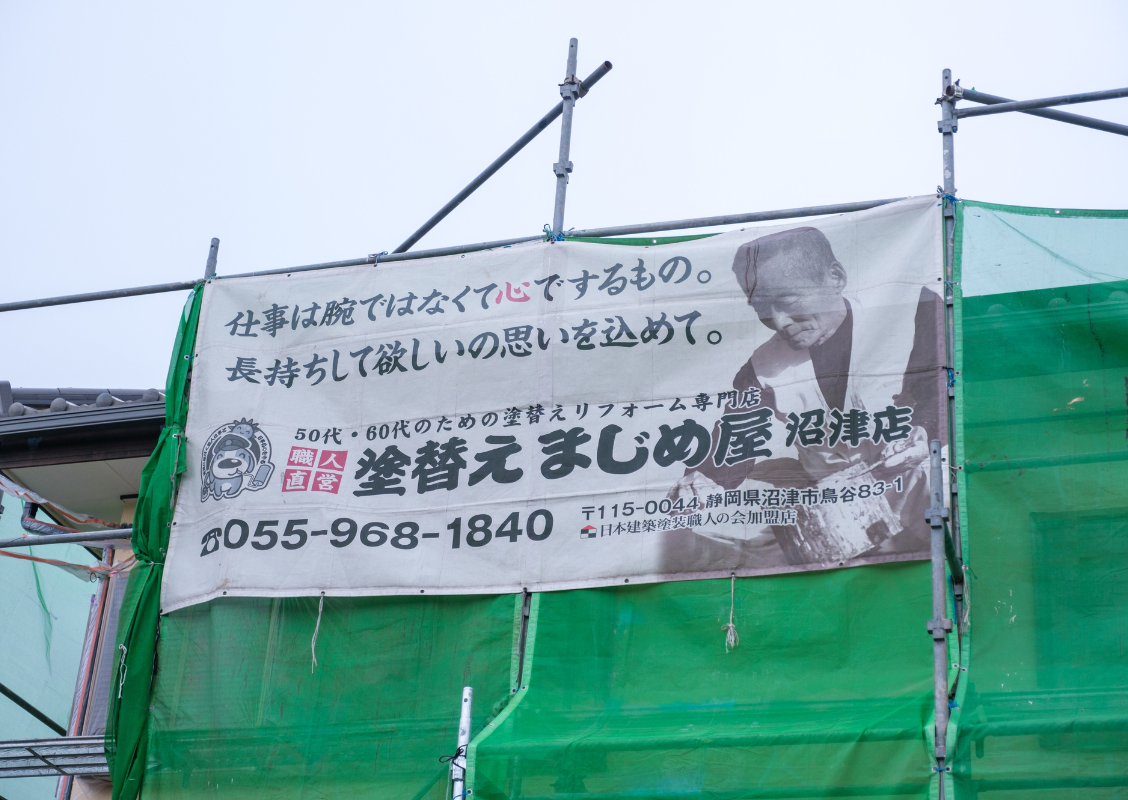 仕事は腕ではなくて心でするもの。
長持ちして欲しいの思いを込めて。
50代・60代のための塗替えリフォーム専門店
職人
直営
塗替えまじめ屋 沼津店
☎055-968-1840
〒115-0044 静岡県沼津市鳥谷83-1
日本建築塗装職人の会加盟店